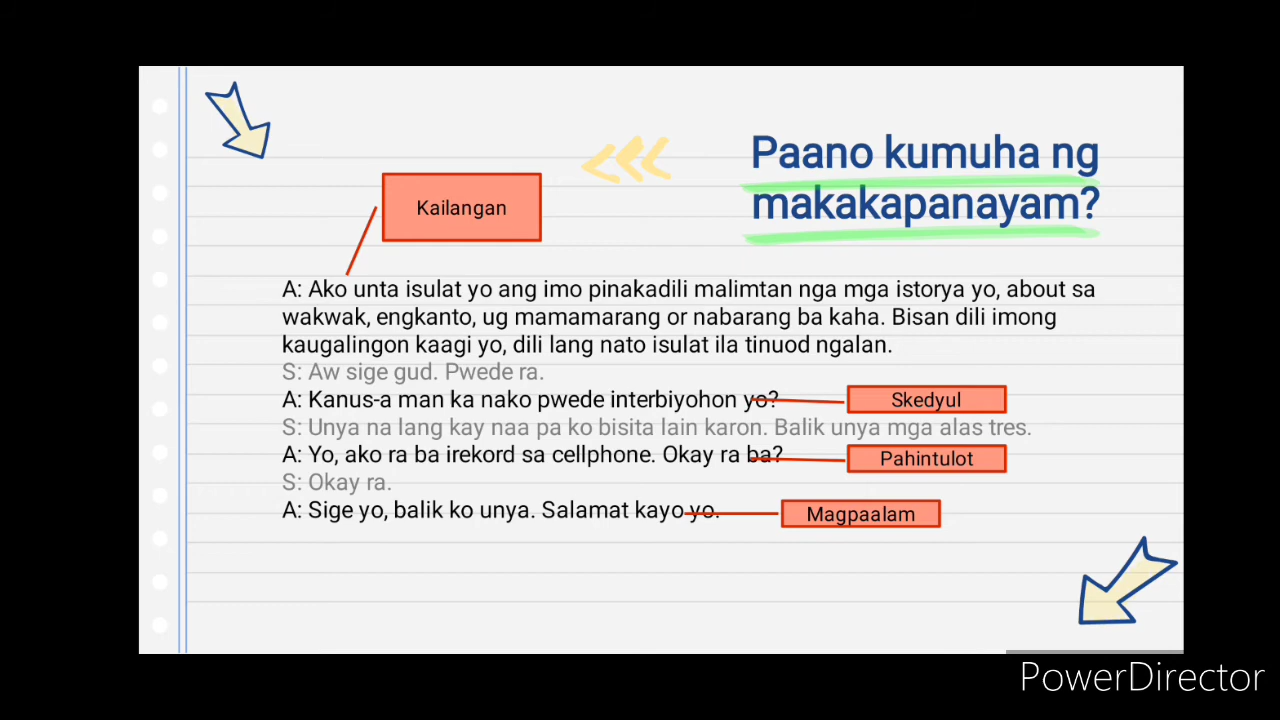 Paano kumuha ng
makakapanayam?
Kailangan
A: Ako unta isulat yo ang imo pinakadili malimtan nga mga istorya yo, about sa
wakwak, engkanto, ug mamamarang or nabarang ba kaha. Bisan dili imong
kaugalingon kaagi yo, dili lang nato isulat ila tinuod ngalan.
S: Aw sige gud. Pwede ra.
A: Kanus-a man ka nako pwede interbiyohon yo?
Skedyul
S: Unya na lang kay naa pa ko bisita lain karon. Balik unya mga alas tres.
A: Yo, ako ra ba irekord sa cellphone. Okay ra ba?
Pahintulot
S: Okay ra.
A: Sige yo, balik ko unya. Salamat kayo yo.
Magpaalam
PowerDirector